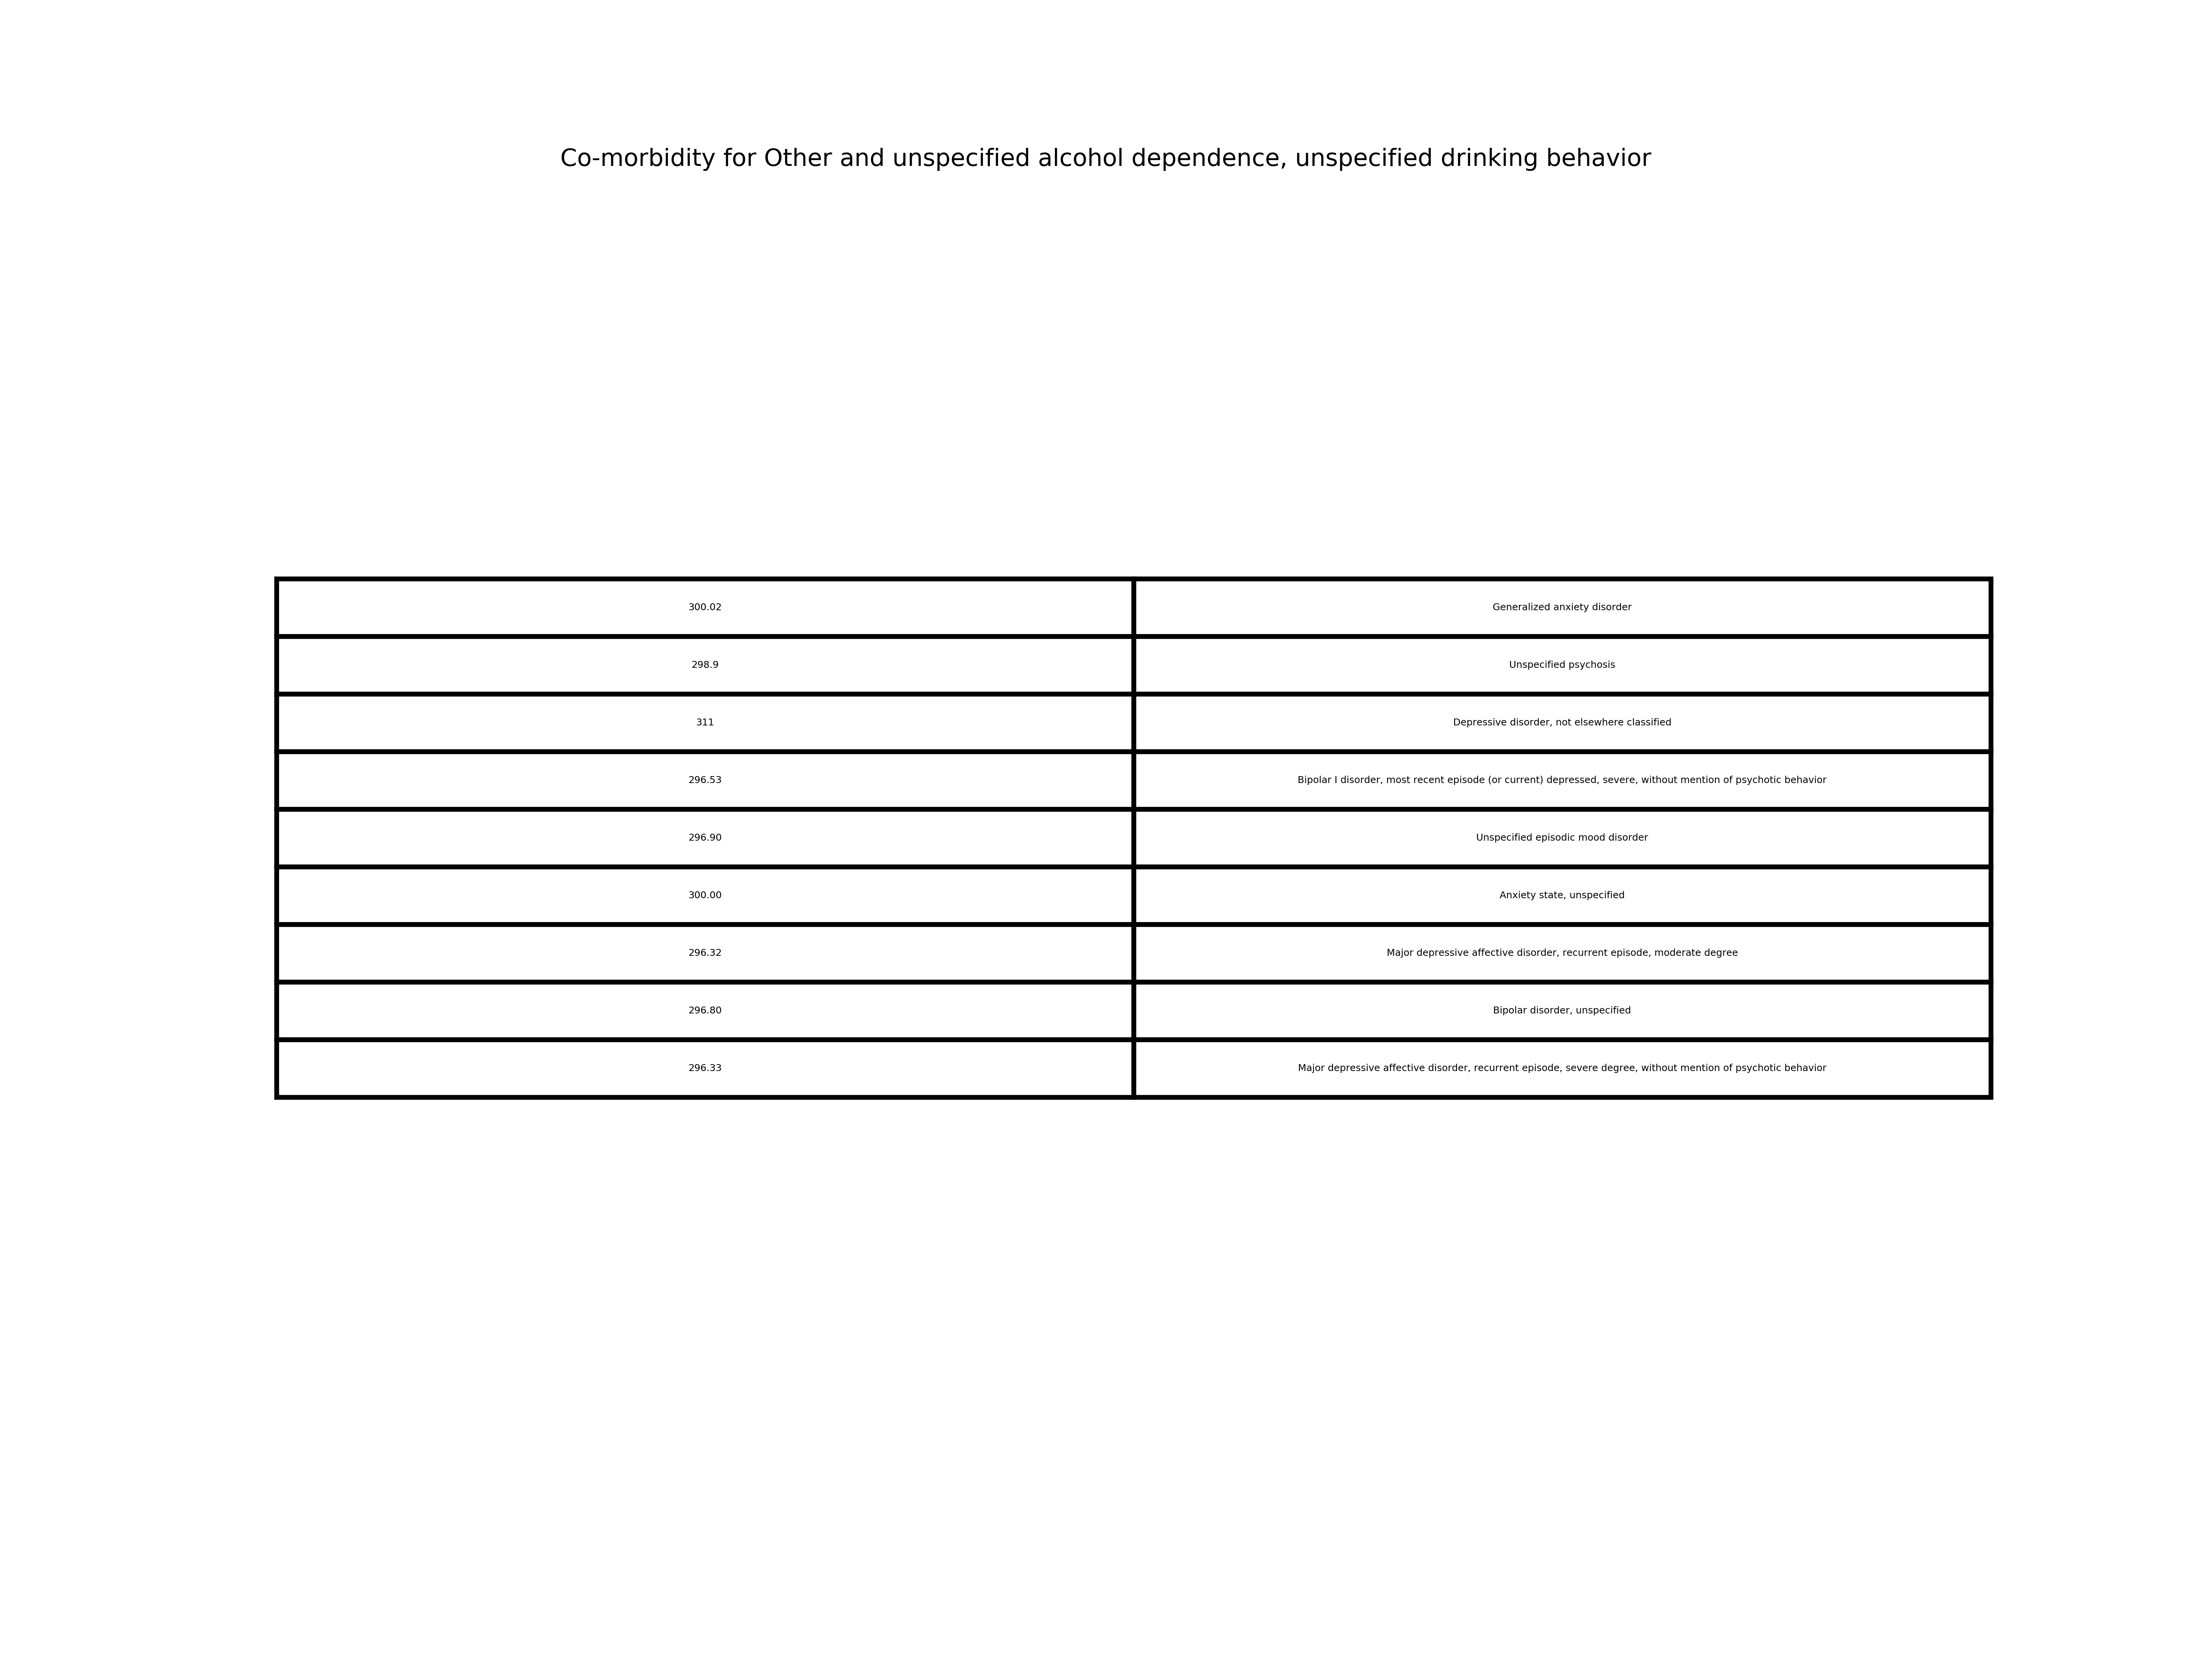 Co-morbidity for Other and unspecified alcohol dependence, unspecified drinking behavior
300.02 Generalized anxiety disorder
298.9 Unspecified psychosis
311 Depressive disorder, not elsewhere classified
296.53 Bipolar I disorder, most recent episode (or current) depressed, severe, without mention of psychotic behavior
296.90 Unspecified episodic mood disorder
300.00 Anxiety state, unspecified
296.32 Major depressive affective disorder, recurrent episode, moderate degree
296.80 Bipolar disorder, unspecified
296.33 Major depressive affective disorder, recurrent episode, severe degree, without mention of psychotic behavior